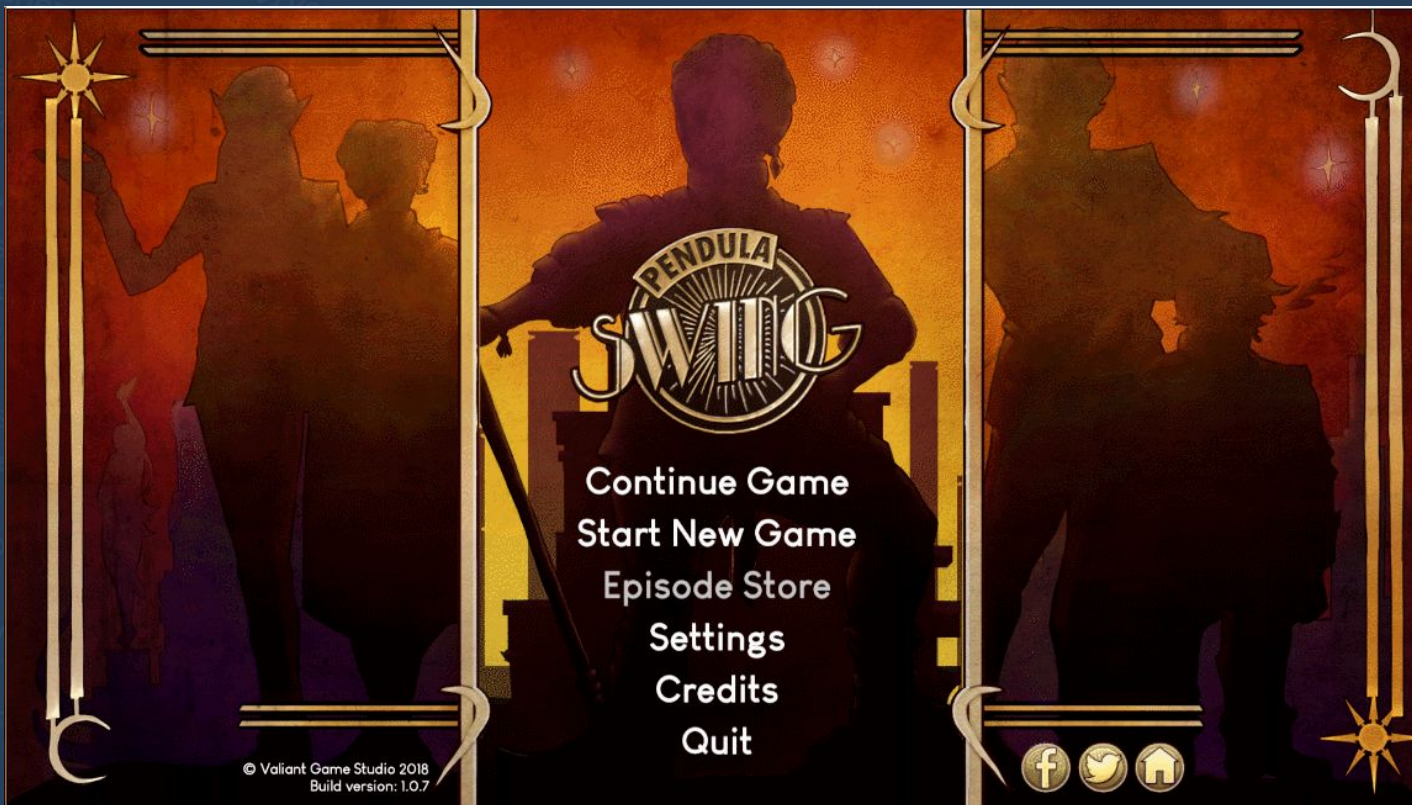 PENDULA
SWING
Continue Game
Start New Game
Episode Store
Settings
Credits
Quit
© Valiant Game Studio 2018
Build version: 1.0.7